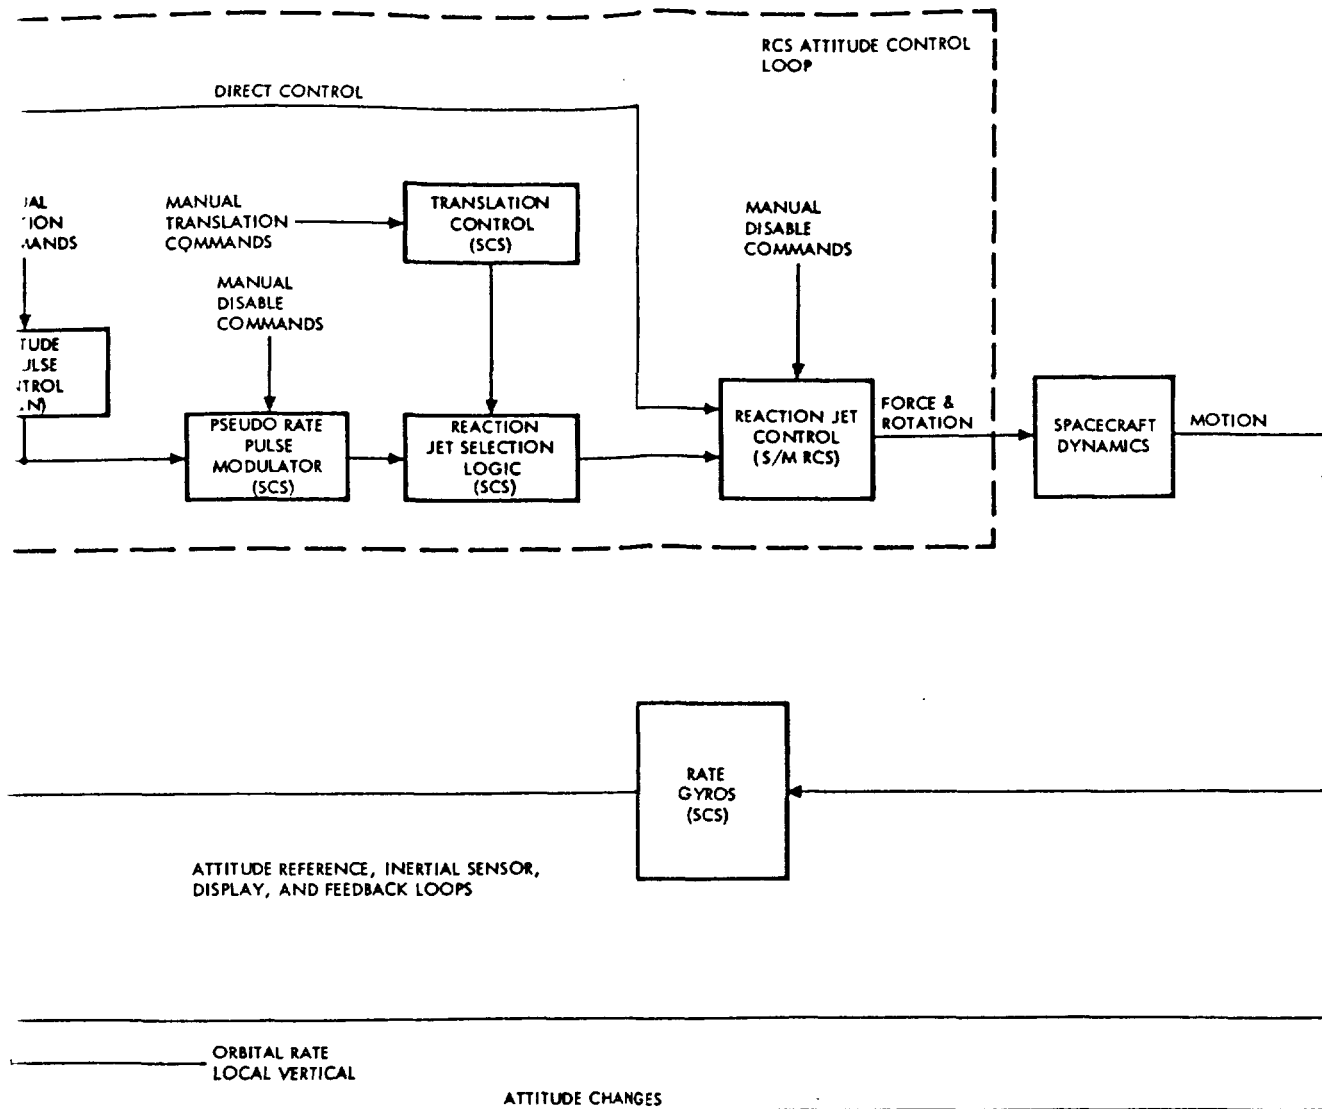 RCS ATTITUDE CONTROL
LOOP
DIRECT CONTROL
MANUAL
TRANSLATION
COMMANDS
TRANSLATION
CONTROL
(SCS)
MANUAL
DISABLE
COMMANDS
MANUAL
DISABLE
COMMANDS
PSEUDO RATE
PULSE
MODULATOR
(SCS)
REACTION
JET SELECTION
LOGIC
(SCS)
REACTION JET
CONTROL
(S/M RCS)
FORCE &
ROTATION
SPACECRAFT
DYNAMICS
MOTION
RATE
GYROS
(SCS)
ATTITUDE REFERENCE, INERTIAL SENSOR,
DISPLAY, AND FEEDBACK LOOPS
ORBITAL RATE
LOCAL VERTICAL
ATTITUDE CHANGES